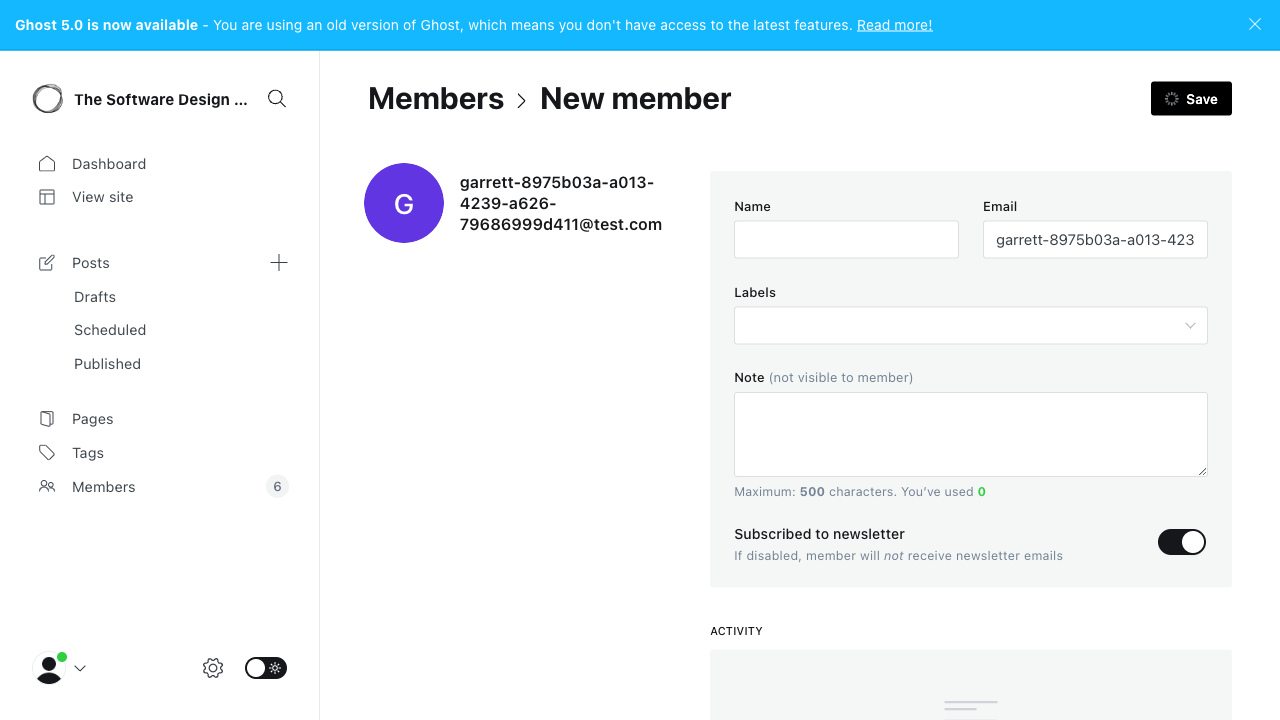 Ghost 5.0 is now available - You are using an old version of Ghost, which means you don't have access to the latest features. Read more!
The Software Design ...
Dashboard
View site
Posts
Drafts
Scheduled
Published
Pages
Tags
Members 6
Members > New member
Save
G
garrett-8975b03a-a013-
4239-a626-
79686999d411@test.com
Name
Email
garrett-8975b03a-a013-423
Labels
Note (not visible to member)
Maximum: 500 characters. You've used 0
Subscribed to newsletter
If disabled, member will not receive newsletter emails
ACTIVITY